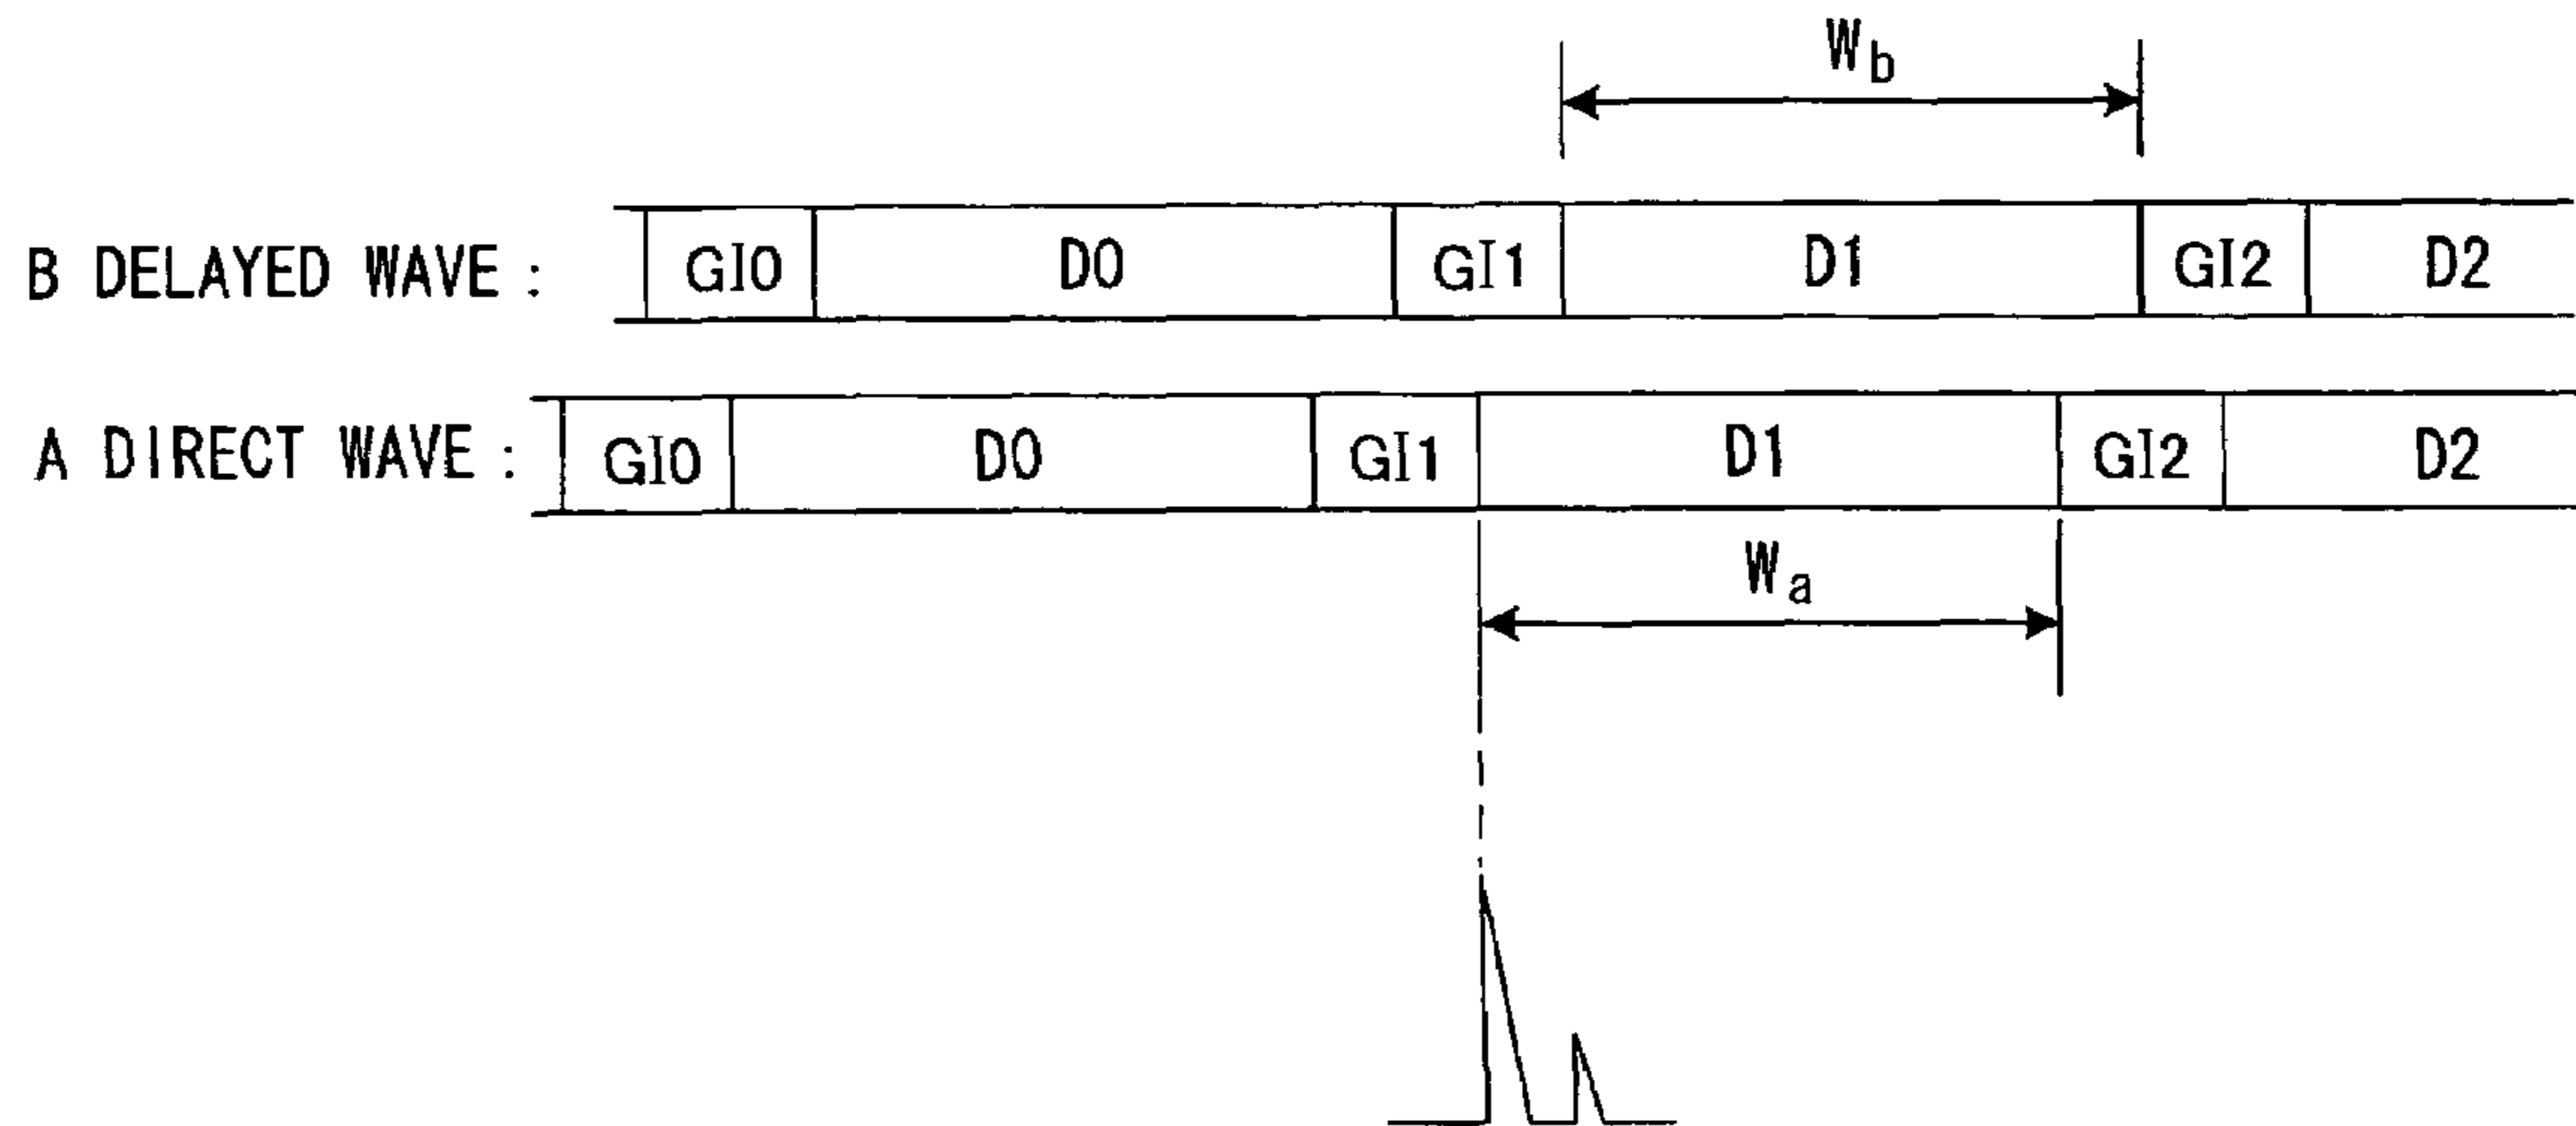 Wb
B DELAYED WAVE : GI0 D0 GI1 D1 GI2 D2
A DIRECT WAVE : GI0 D0 GI1 D1 GI2 D2
Wa